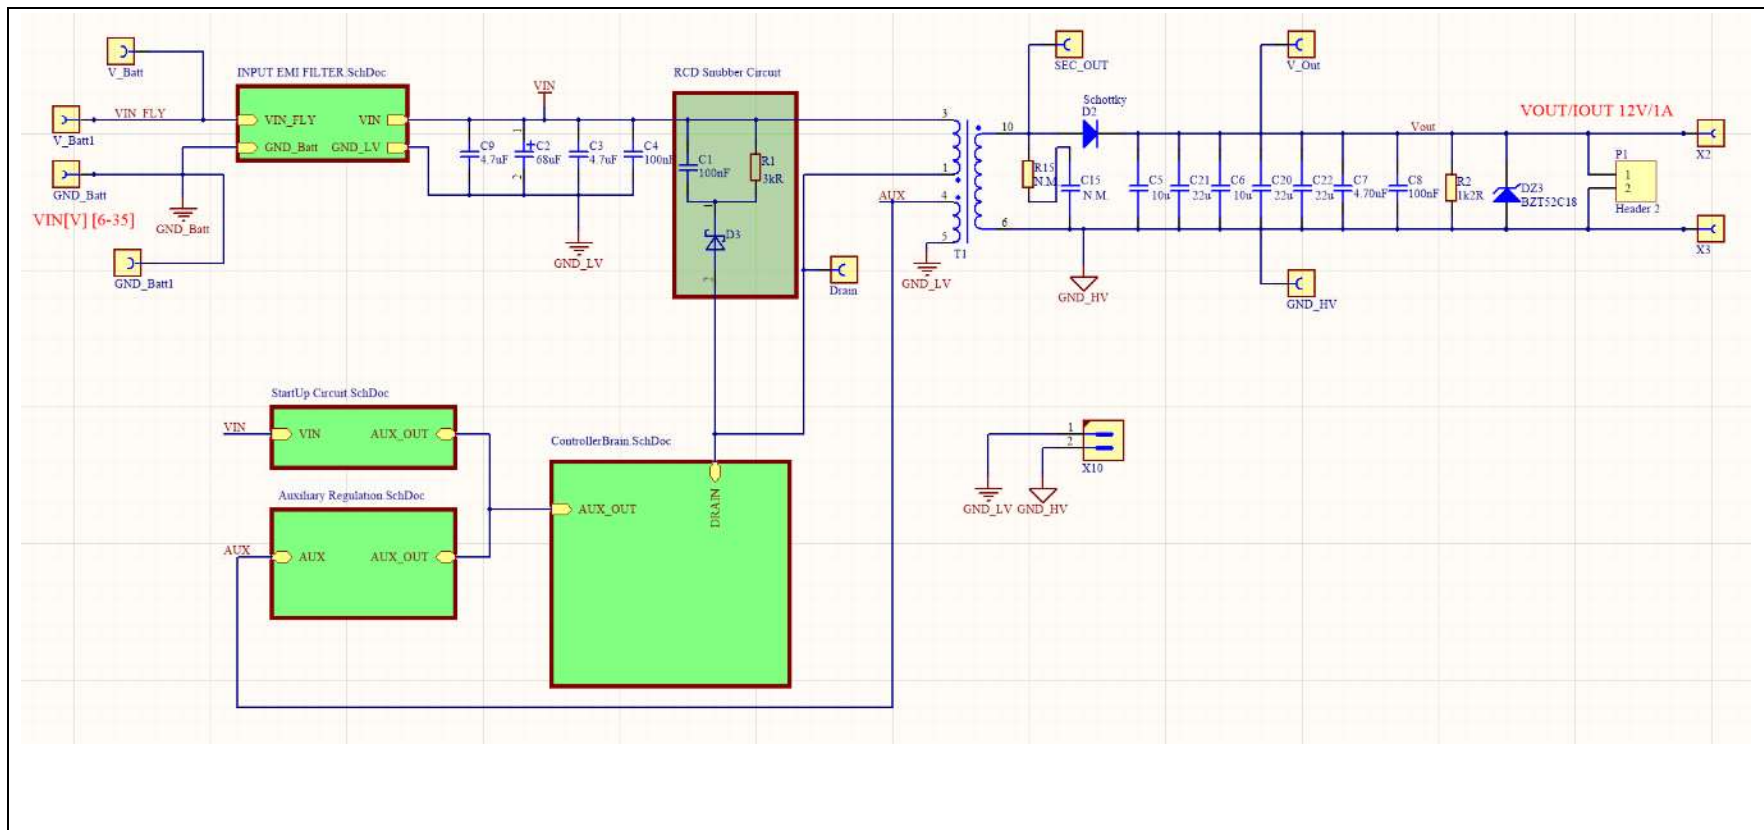 V_Batt
INPUT EMI FILTER.SchDoc
VIN_FLY
V_Batt1
VIN_FLY
VIN
GND_Batt
GND_LV
GND_Batt
VIN[V] [6-35]
GND_Batt
GND_Batt1
VIN
C9
4.7uF
1
C2
68uF
2
C3
4.7uF
C4
100nF
GND_LV
RCD Snubber Circuit
C1
100nF
R1
3kR
1
D3
2
Drain
3
1
AUX
4
5
GND_LV
T1
10
6
SEC_OUT
Schottky
D2
R15
N.M.
C15
N.M.
GND_HV
C5
10u
C21
22u
C6
10u
C20
22u
C22
22u
C7
4.70uF
C8
100nF
V_Out
GND_HV
Vout
R2
1k2R
DZ3
BZT52C18
VOUT/IOUT 12V/1A
P1
1
2
Header 2
X2
X3
StartUp Circuit.SchDoc
VIN
VIN
AUX_OUT
Auxiliary Regulation.SchDoc
AUX
AUX
AUX_OUT
ControllerBrain.SchDoc
AUX_OUT
DRAIN
1
2
X10
GND_LV
GND_HV